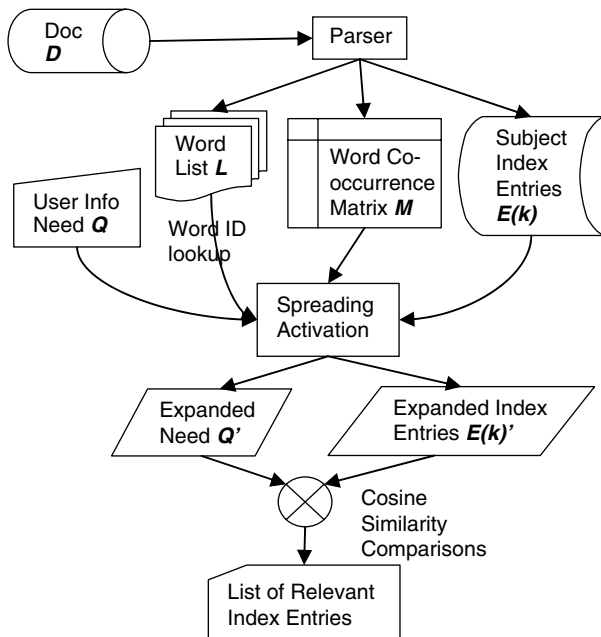 Doc
D
Parser
Word
List L
Word Co-
occurrence
Matrix M
Subject
Index
Entries
E(k)
User Info
Need Q
Word ID
lookup
Spreading
Activation
Expanded
Need Q’
Expanded Index
Entries E(k)’
Cosine
Similarity
Comparisons
List of Relevant
Index Entries